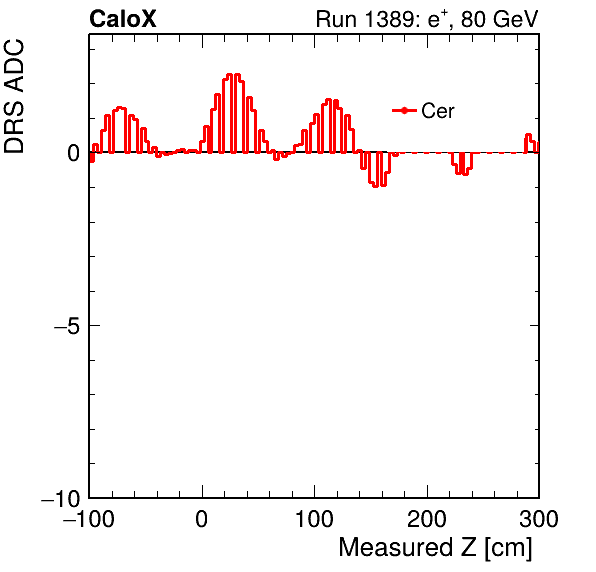 CaloX Run 1389: e⁺, 80 GeV
DRS ADC
Cer
0
−5
−10
−100 0 100 200 300
Measured Z [cm]